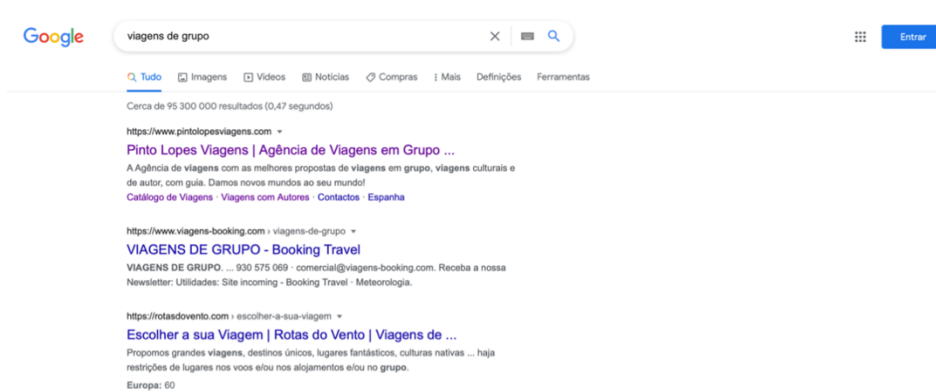 Google
viagens de grupo
Entrar
Tudo Imagens Vídeos Notícias Compras Mais Definições Ferramentas
Cerca de 95 300 000 resultados (0,47 segundos)
https://www.pintolopesviagens.com
Pinto Lopes Viagens | Agência de Viagens em Grupo ...
A Agência de viagens com as melhores propostas de viagens em grupo, viagens culturais e
de autor, com guia. Damos novos mundos ao seu mundo!
Catálogo de Viagens · Viagens com Autores · Contactos · Espanha
https://www.viagens-booking.com › viagens-de-grupo
VIAGENS DE GRUPO - Booking Travel
VIAGENS DE GRUPO. ... 930 575 069 · comercial@viagens-booking.com. Receba a nossa
Newsletter: Utilidades: Site incoming - Booking Travel · Meteorologia.
https://rotasdovento.com › escolher-a-sua-viagem
Escolher a sua Viagem | Rotas do Vento | Viagens de ...
Propomos grandes viagens, destinos únicos, lugares fantásticos, culturas nativas ... haja
restrições de lugares nos voos e/ou nos alojamentos e/ou no grupo.
Europa: 60